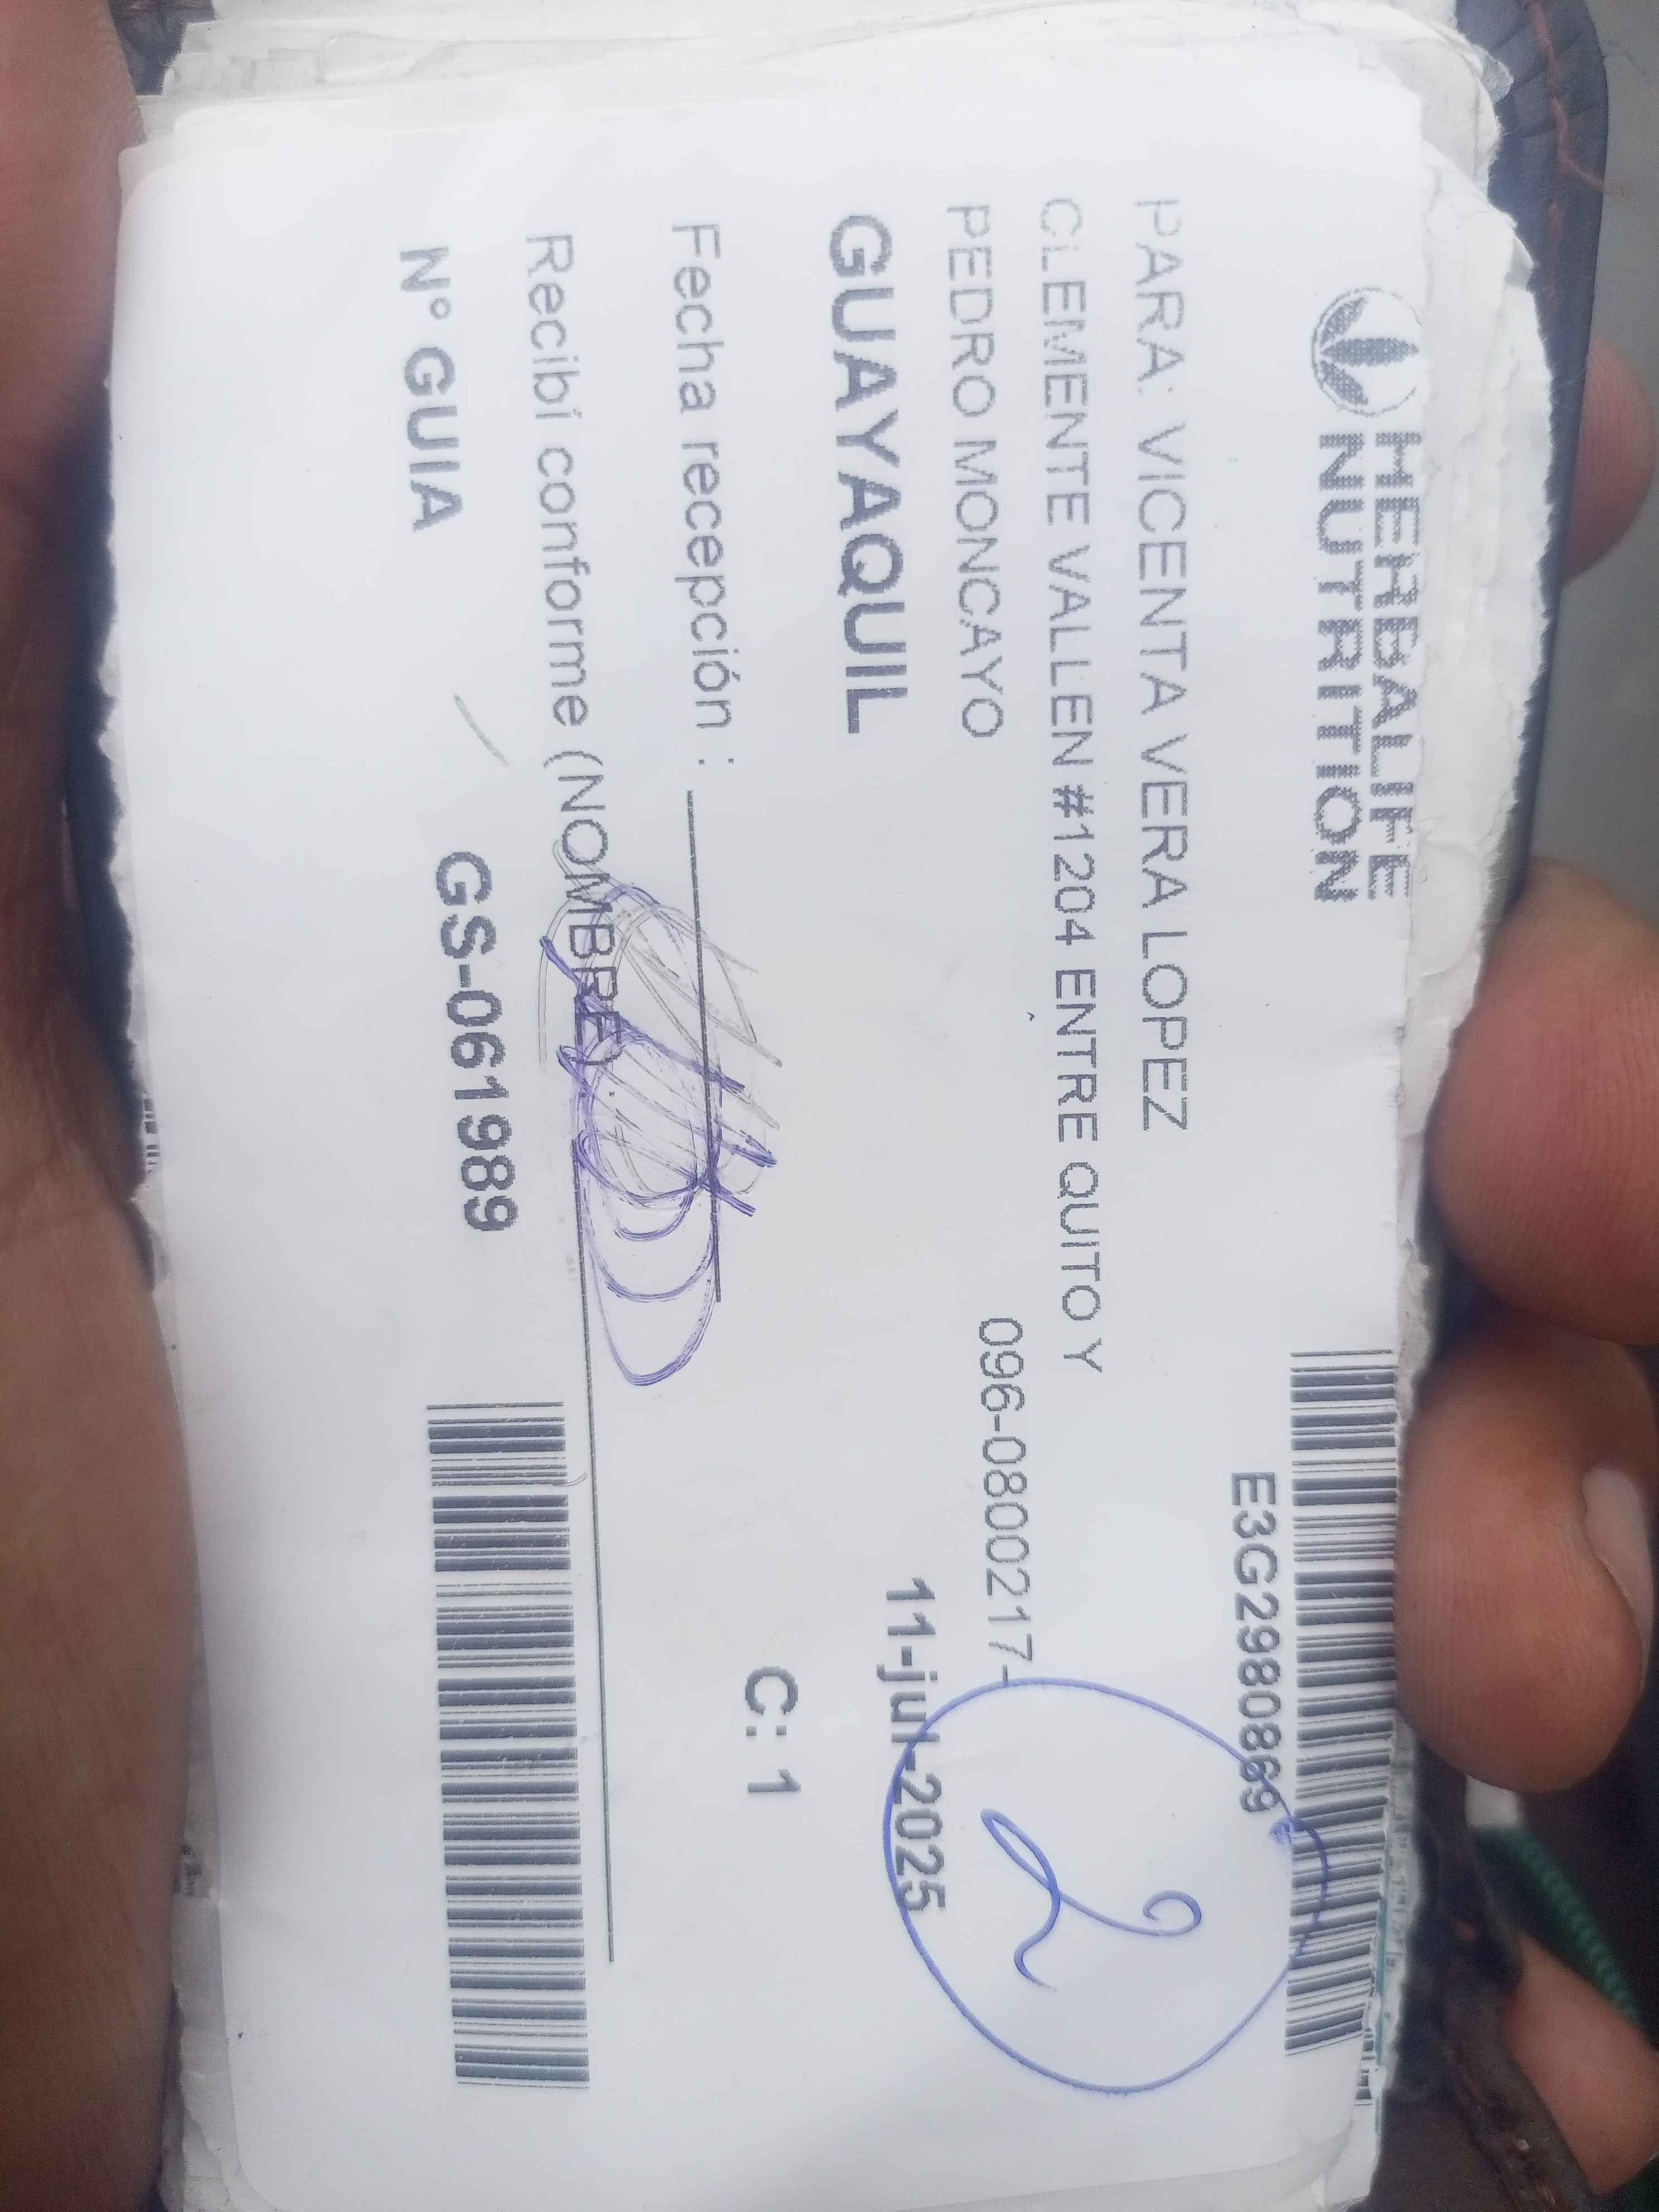 HERBALIFE
NUTRITION
E3G2980869
PARA: VICENTA VERA LOPEZ
CLEMENTE VALLEN #1204 ENTRE QUITO Y
PEDRO MONCAYO
096-0800217-
2
GUAYAQUIL
11-jul-2025
Fecha recepción :
C: 1
Recibí conforme (NOMBRE) :
N° GUIA
GS-061989